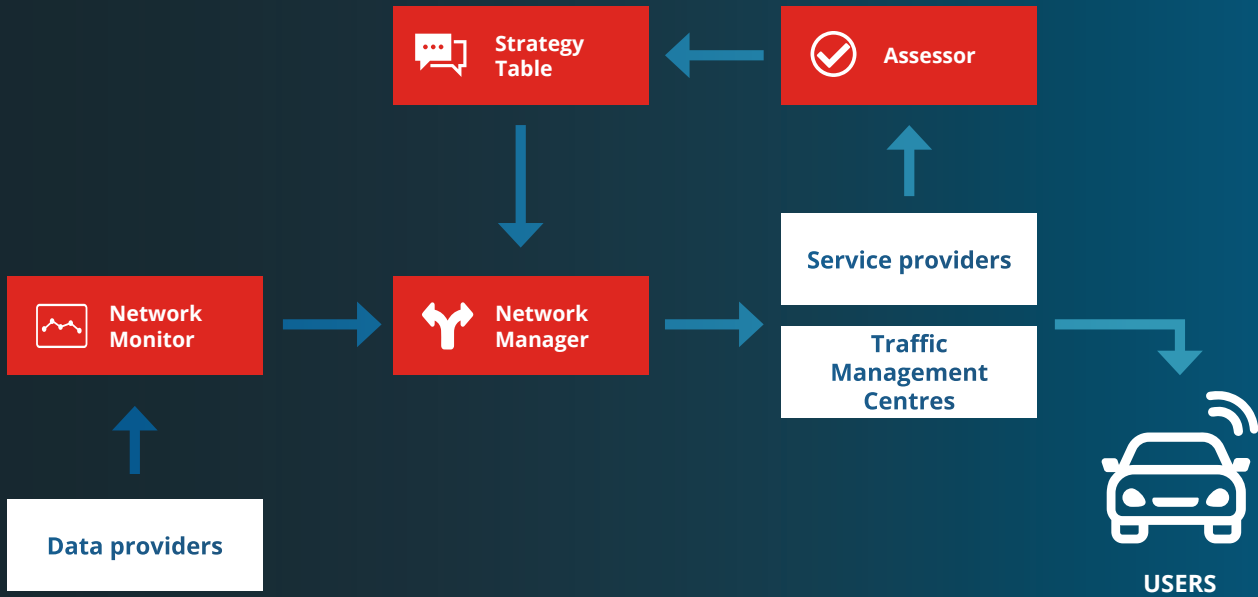 Strategy
Table
Assessor
Service providers
Network
Monitor
Network
Manager
Traffic
Management
Centres
Data providers
USERS